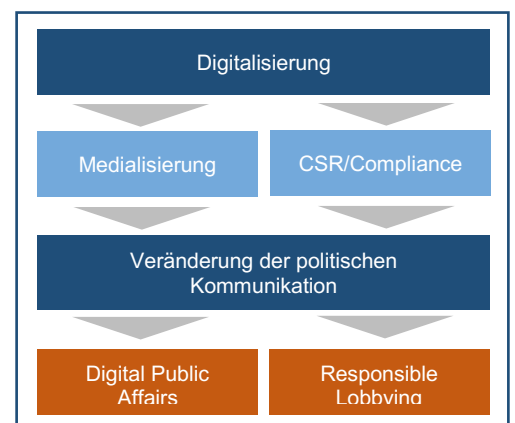 Digitalisierung
Medialisierung
CSR/Compliance
Veränderung der politischen
Kommunikation
Digital Public
Affairs
Responsible
Lobbying